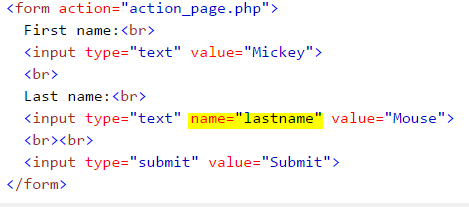 <form action="action_page.php">
First name:<br>
<input type="text" value="Mickey">
<br>
Last name:<br>
<input type="text" name="lastname" value="Mouse">
<br><br>
<input type="submit" value="Submit">
</form>